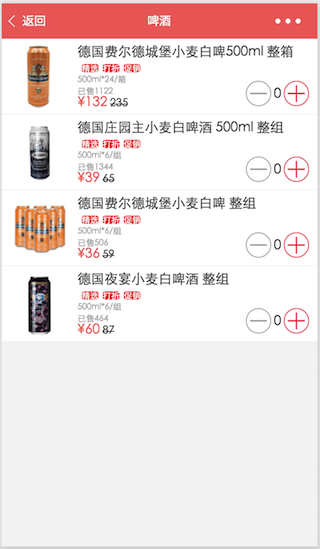 返回 啤酒
德国费尔德城堡小麦白啤500ml 整箱
精选 打折 促销
500ml*24/箱
已售1122
¥132 235
0
德国庄园主小麦白啤酒 500ml 整组
精选 打折 促销
500ml*6/组
已售1344
¥39 65
0
德国费尔德城堡小麦白啤 整组
精选 打折 促销
500ml*6/组
已售506
¥36 59
0
德国夜宴小麦白啤酒 整组
精选 打折 促销
500ml*6/组
已售464
¥60 87
0